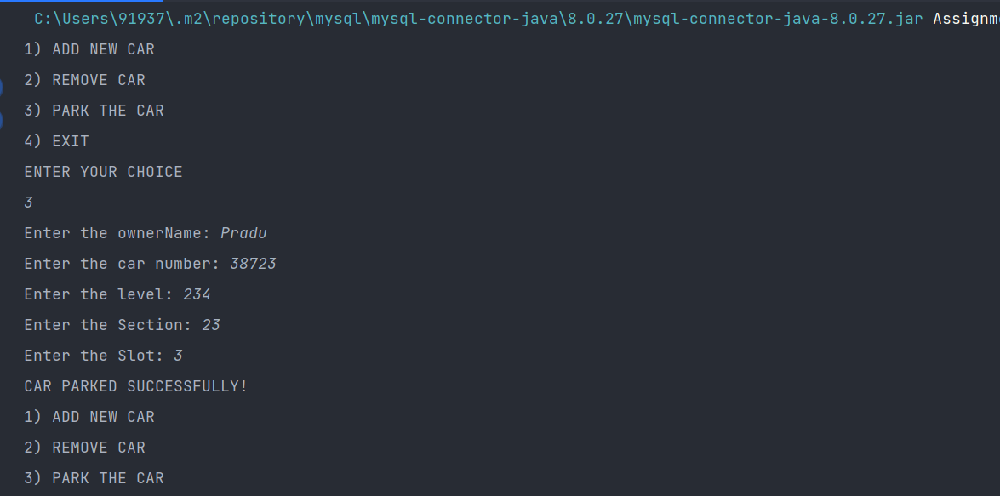 C:\Users\91937\.m2\repository\mysql\mysql-connector-java\8.0.27\mysql-connector-java-8.0.27.jar Assignm
1) ADD NEW CAR
2) REMOVE CAR
3) PARK THE CAR
4) EXIT
ENTER YOUR CHOICE
3
Enter the ownerName: Pradu
Enter the car number: 38723
Enter the level: 234
Enter the Section: 23
Enter the Slot: 3
CAR PARKED SUCCESSFULLY!
1) ADD NEW CAR
2) REMOVE CAR
3) PARK THE CAR